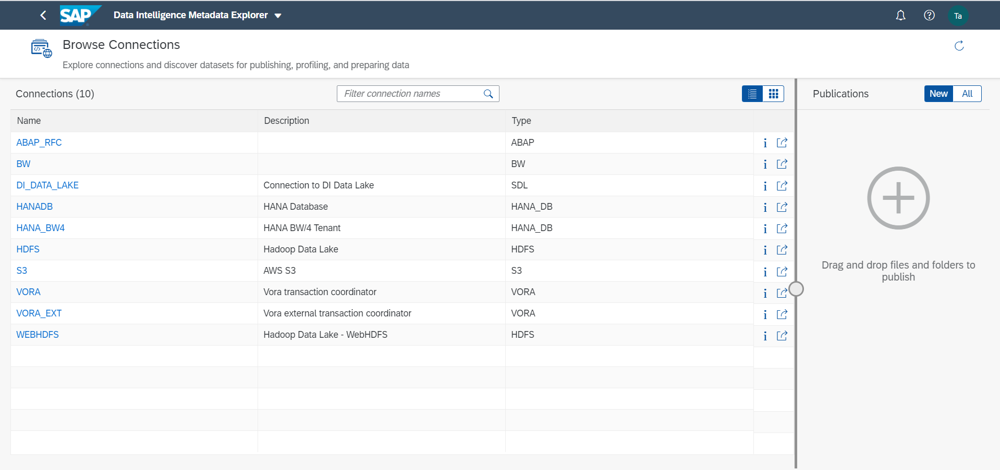 SAP Data Intelligence Metadata Explorer Ta
Browse Connections
Explore connections and discover datasets for publishing, profiling, and preparing data
Connections (10) Filter connection names Publications New All
Name Description Type
ABAP_RFC ABAP
BW BW
DI_DATA_LAKE Connection to DI Data Lake SDL
HANADB HANA Database HANA_DB
HANA_BW4 HANA BW/4 Tenant HANA_DB
HDFS Hadoop Data Lake HDFS
S3 AWS S3 S3
VORA Vora transaction coordinator VORA
VORA_EXT Vora external transaction coordinator VORA
WEBHDFS Hadoop Data Lake - WebHDFS HDFS
Drag and drop files and folders to
publish